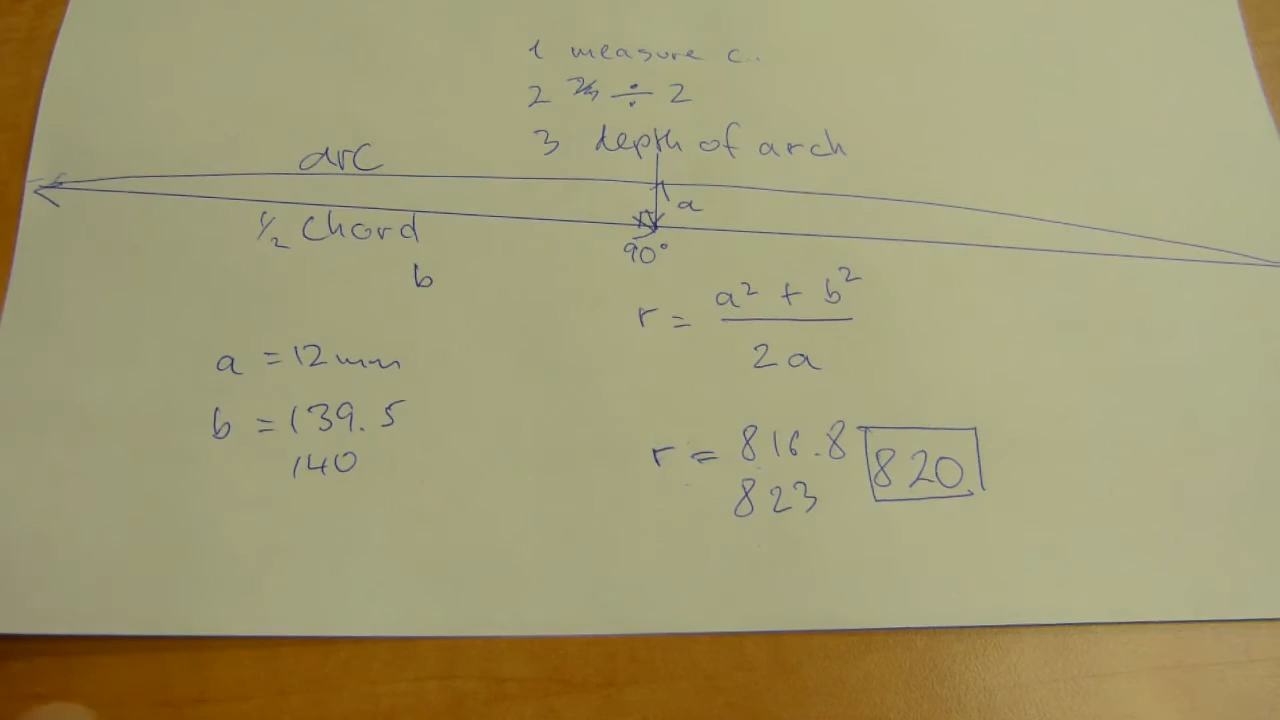 1 measure c..
2 ÷ 2
3 depth of arch
arc
a
½ Chord
90°
b
r = a² + b² / 2a
a = 12mm
b = 139.5
140
r = 816.8 820
823